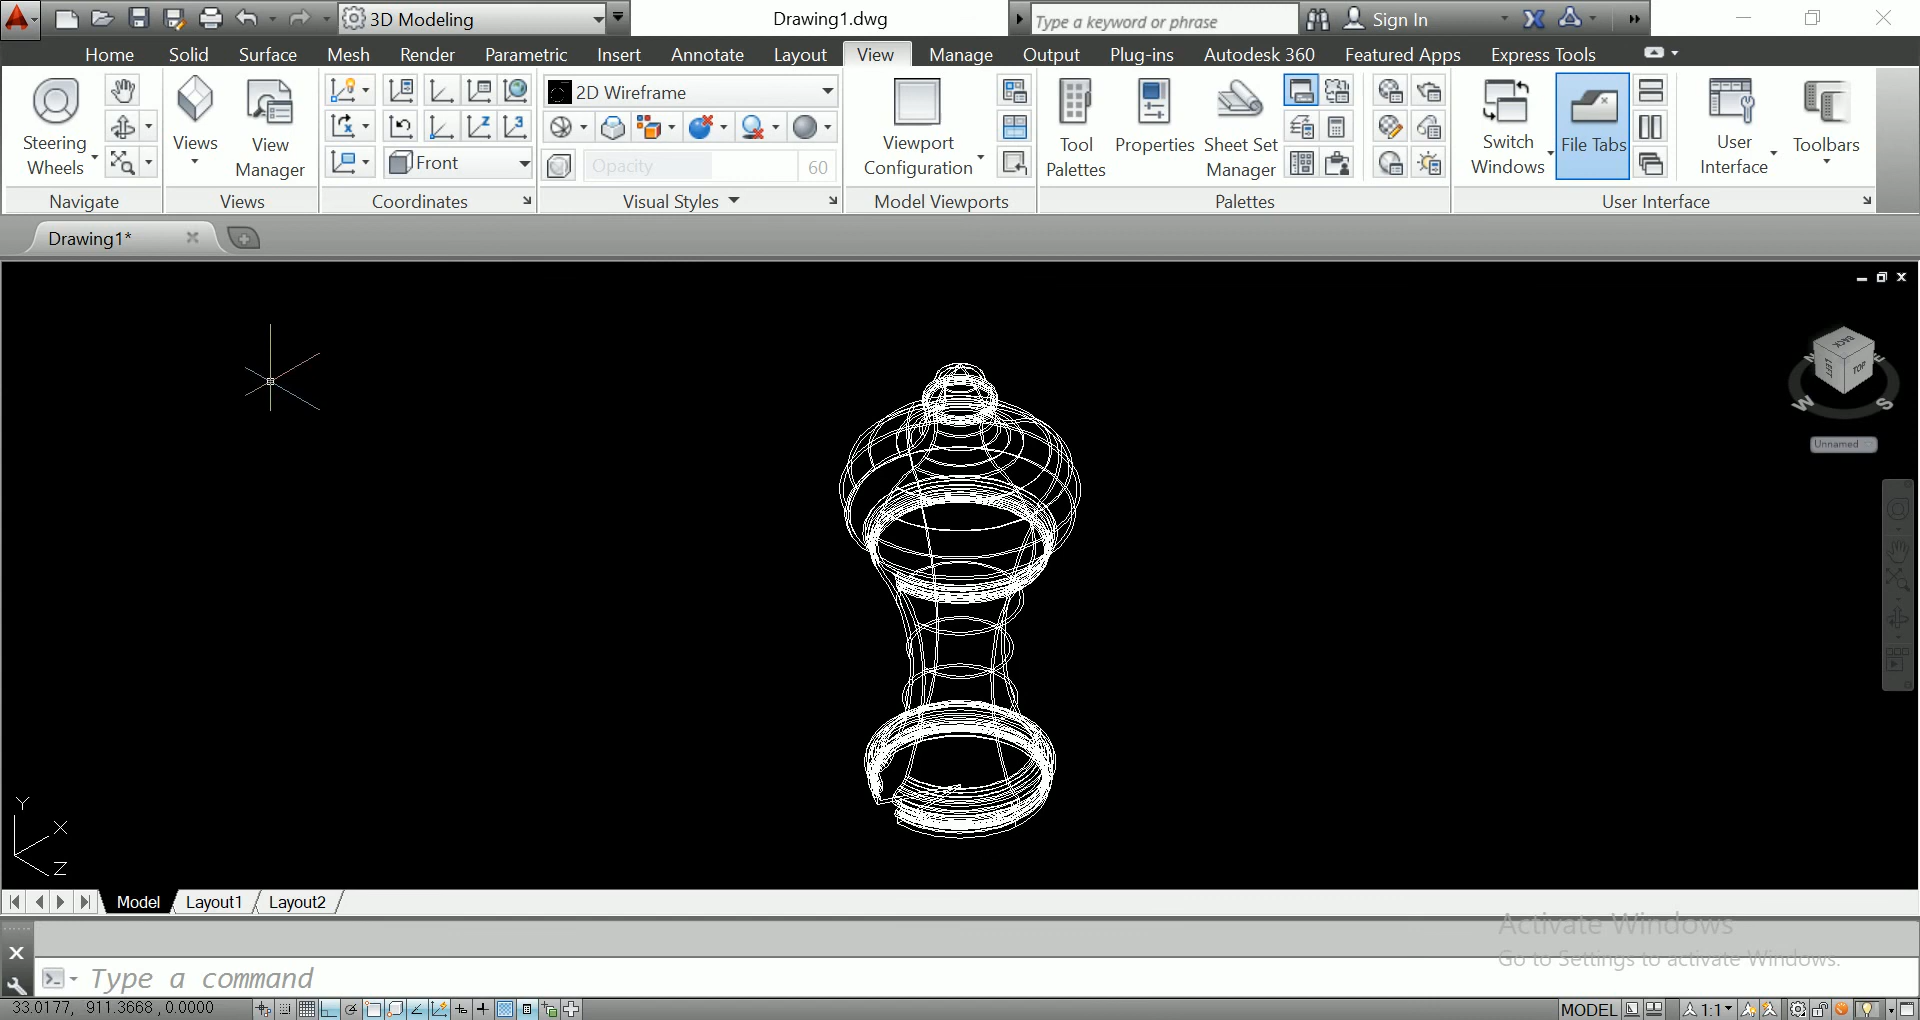 3D Modeling
Drawing1.dwg
Type a keyword or phrase
Sign In
Home Solid Surface Mesh Render Parametric Insert Annotate Layout View Manage Output Plug-ins Autodesk 360 Featured Apps Express Tools
Steering Wheels
Navigate
Views
View Manager
Views
Front
Coordinates
2D Wireframe
Opacity 60
Visual Styles
Viewport Configuration
Model Viewports
Tool Palettes
Properties
Sheet Set Manager
Palettes
Switch Windows
File Tabs
User Interface
Toolbars
User Interface
Drawing1*
BACK
LEFT
TOP
N E
W S
Unnamed
Y
X
Z
Model Layout1 Layout2
Activate Windows
Go to Settings to activate Windows.
Type a command
33.0177, 911.3668 , 0.0000
MODEL
1:1